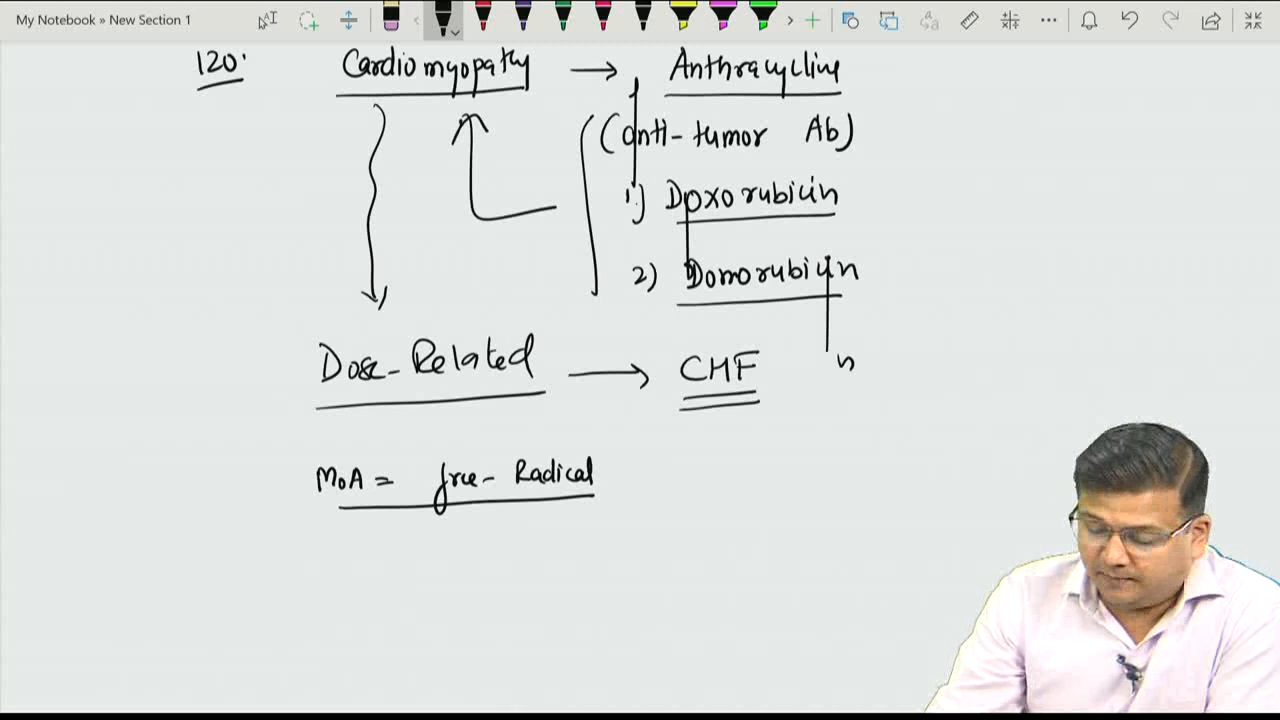 My Notebook » New Section 1
120. Cardiomyopathy → Anthracycline
(anti-tumor Ab)
1) Doxorubicin
2) Domorubicin
Dose-Related → CHF
MOA = free-Radical